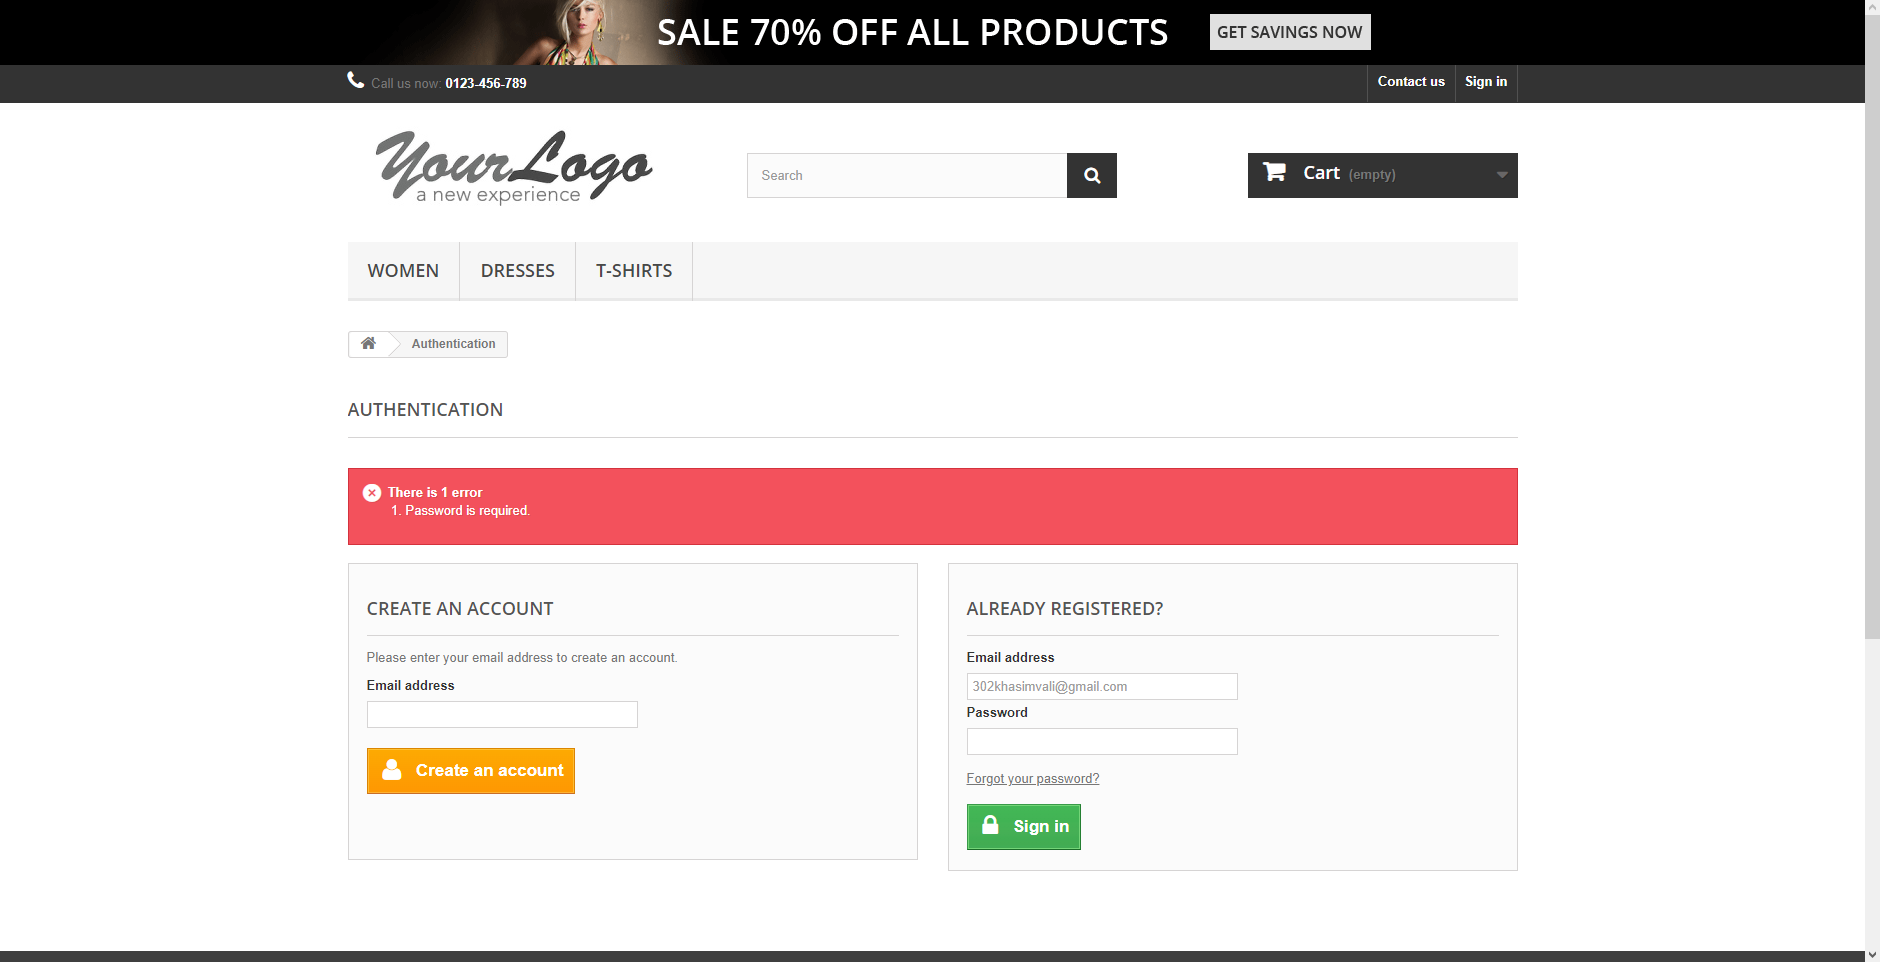 SALE 70% OFF ALL PRODUCTS
GET SAVINGS NOW
Call us now: 0123-456-789
Contact us
Sign in
YourLogo
a new experience
Search
Cart (empty)
WOMEN
DRESSES
T-SHIRTS
Authentication
AUTHENTICATION
There is 1 error
1. Password is required.
CREATE AN ACCOUNT
Please enter your email address to create an account.
Email address
Create an account
ALREADY REGISTERED?
Email address
302khasimvali@gmail.com
Password
Forgot your password?
Sign in